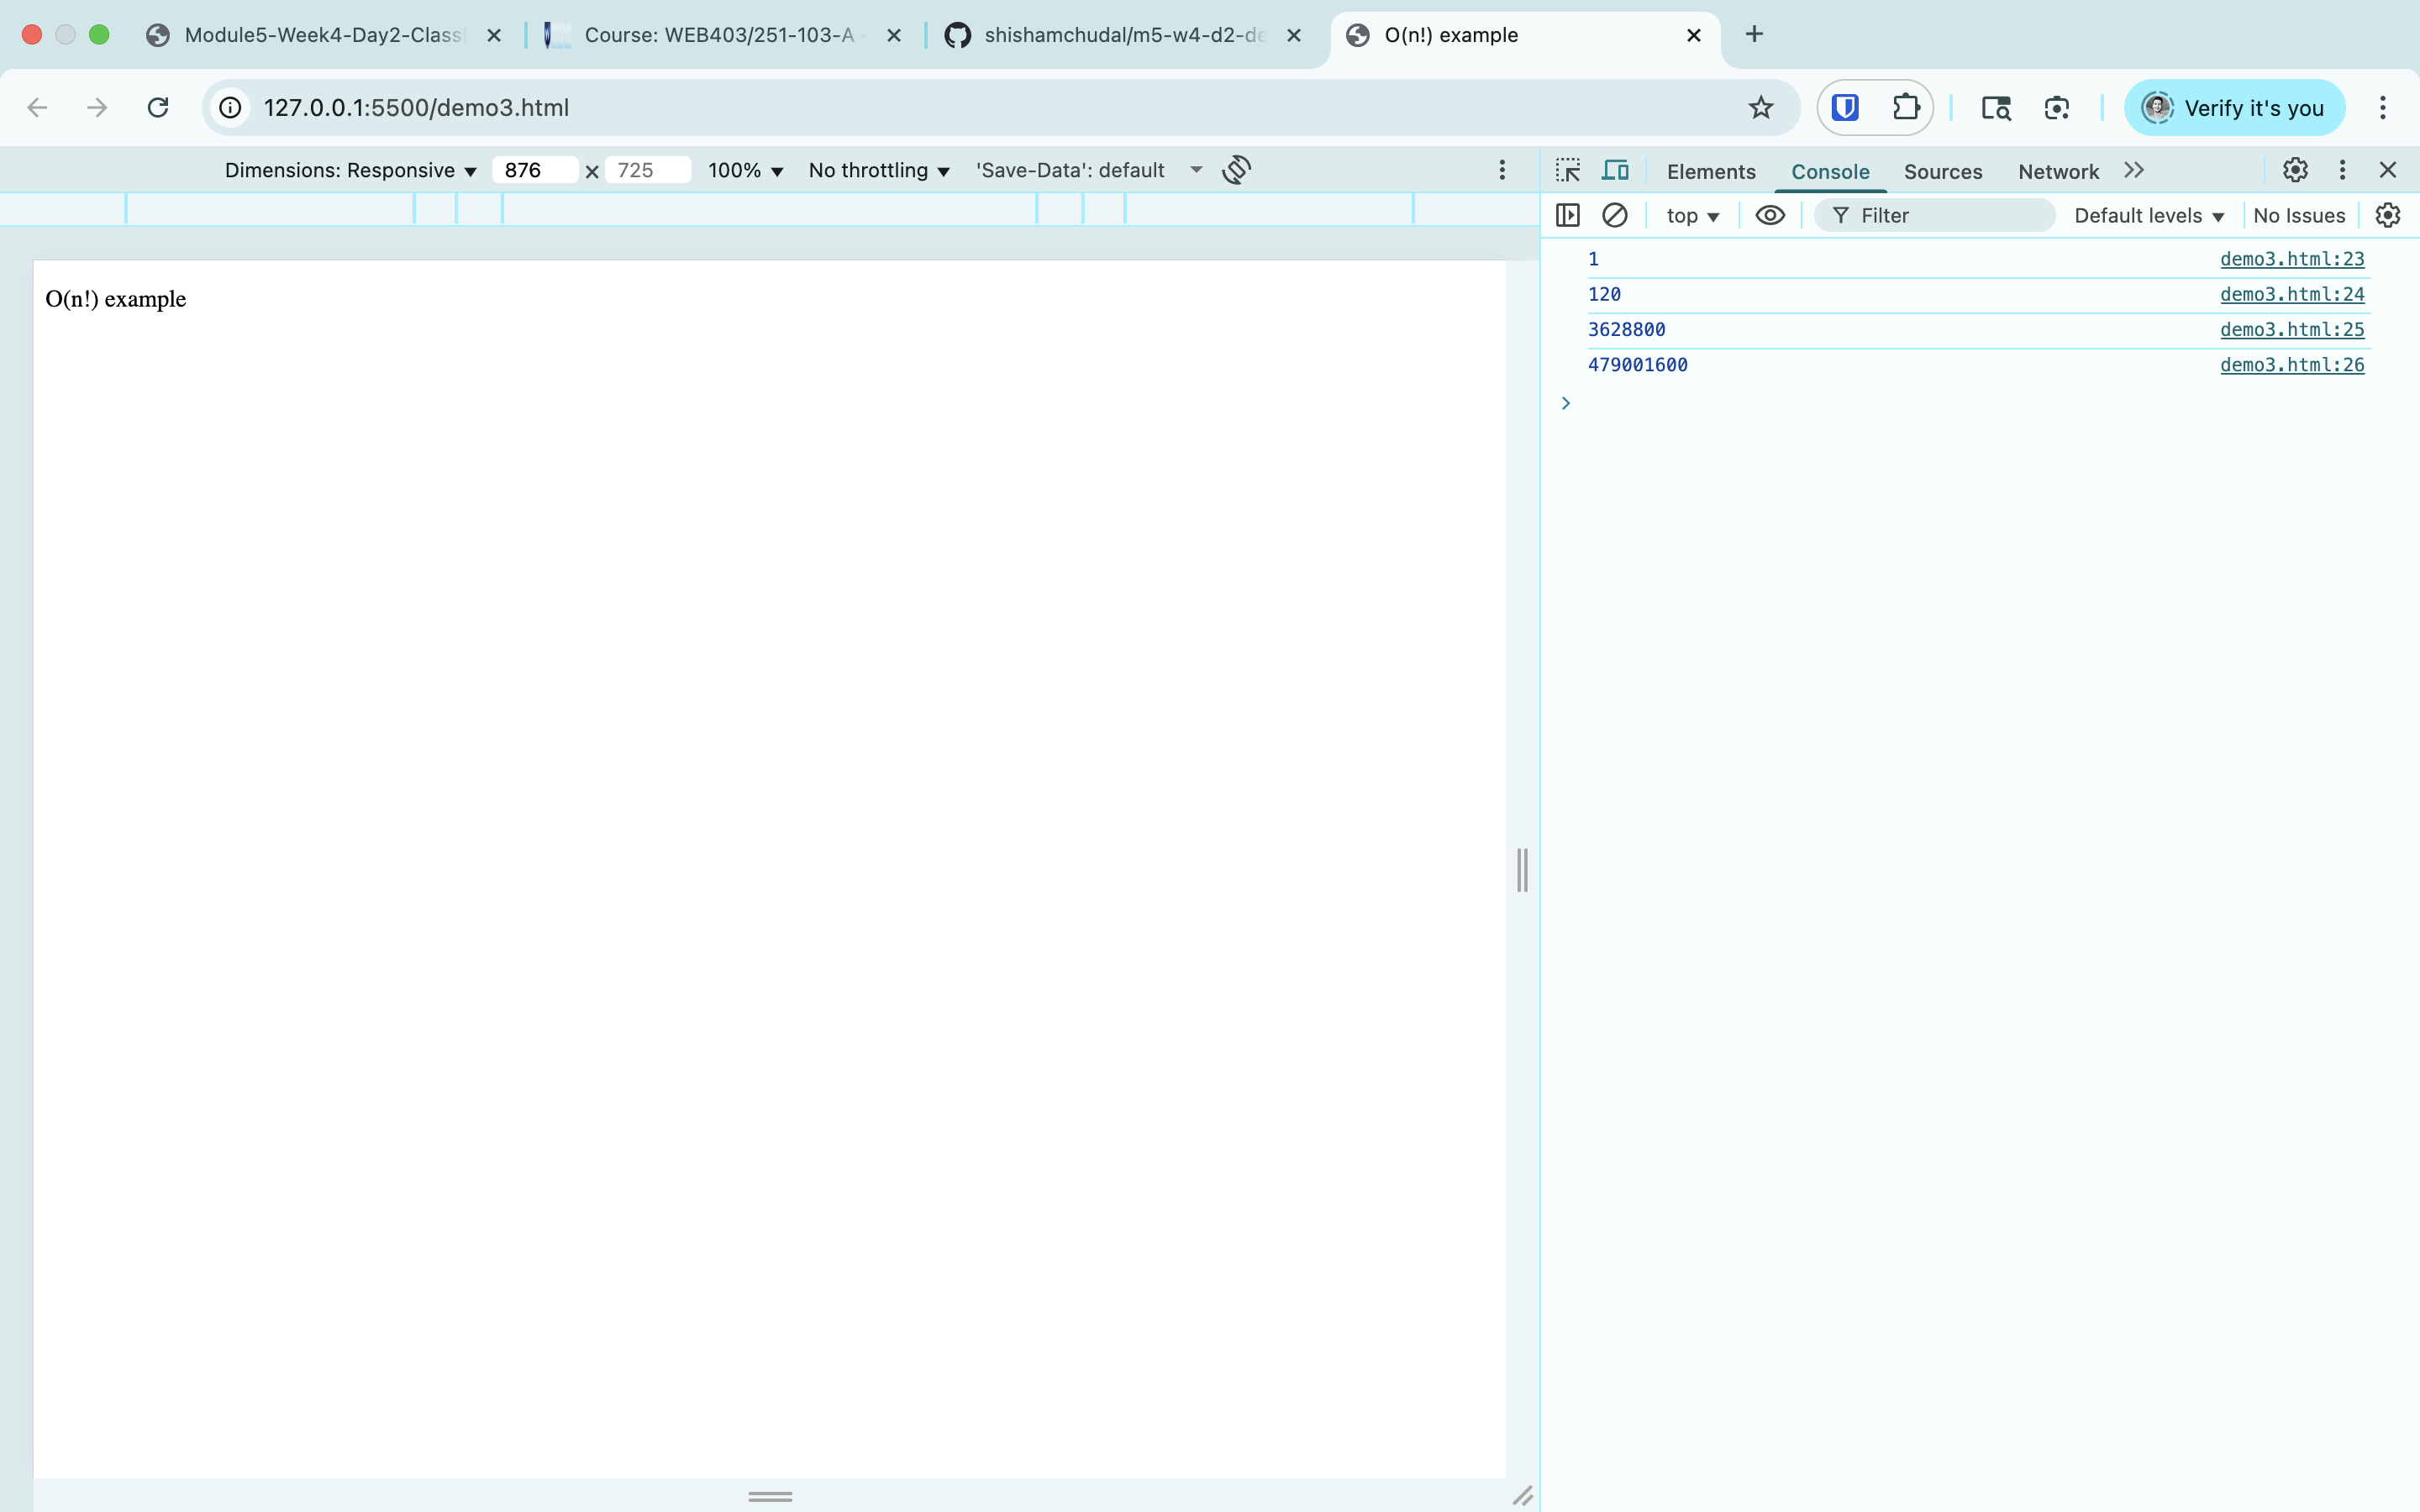 Module5-Week4-Day2-Class
Course: WEB403/251-103-A
shishamchudal/m5-w4-d2-de
O(n!) example
127.0.0.1:5500/demo3.html
Verify it's you
Dimensions: Responsive 876 × 725 100% No throttling 'Save-Data': default
Elements Console Sources Network
top Filter Default levels No Issues
1 demo3.html:23
120 demo3.html:24
3628800 demo3.html:25
479001600 demo3.html:26
O(n!) example